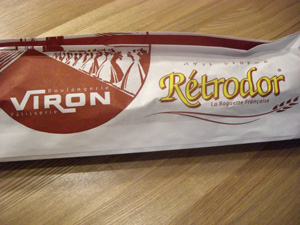 Boulangerie
VIRON
Pâtisserie
Rétrodor
La Baguette Française